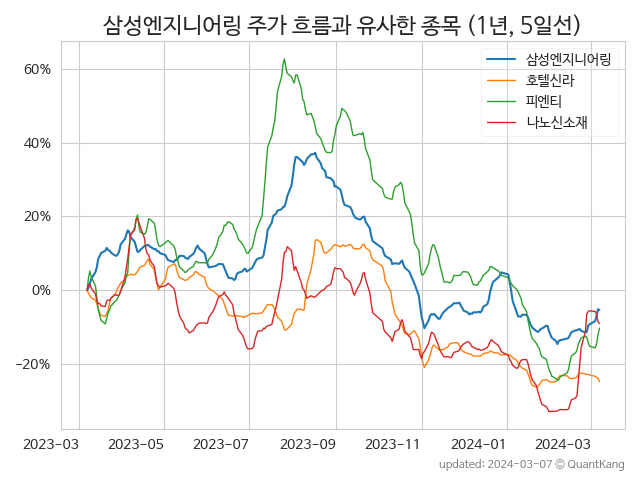 삼성엔지니어링 주가 흐름과 유사한 종목 (1년, 5일선)
삼성엔지니어링
호텔신라
피엔티
나노신소재
60%
40%
20%
0%
−20%
2023-03 2023-05 2023-07 2023-09 2023-11 2024-01 2024-03
updated: 2024-03-07 © QuantKang